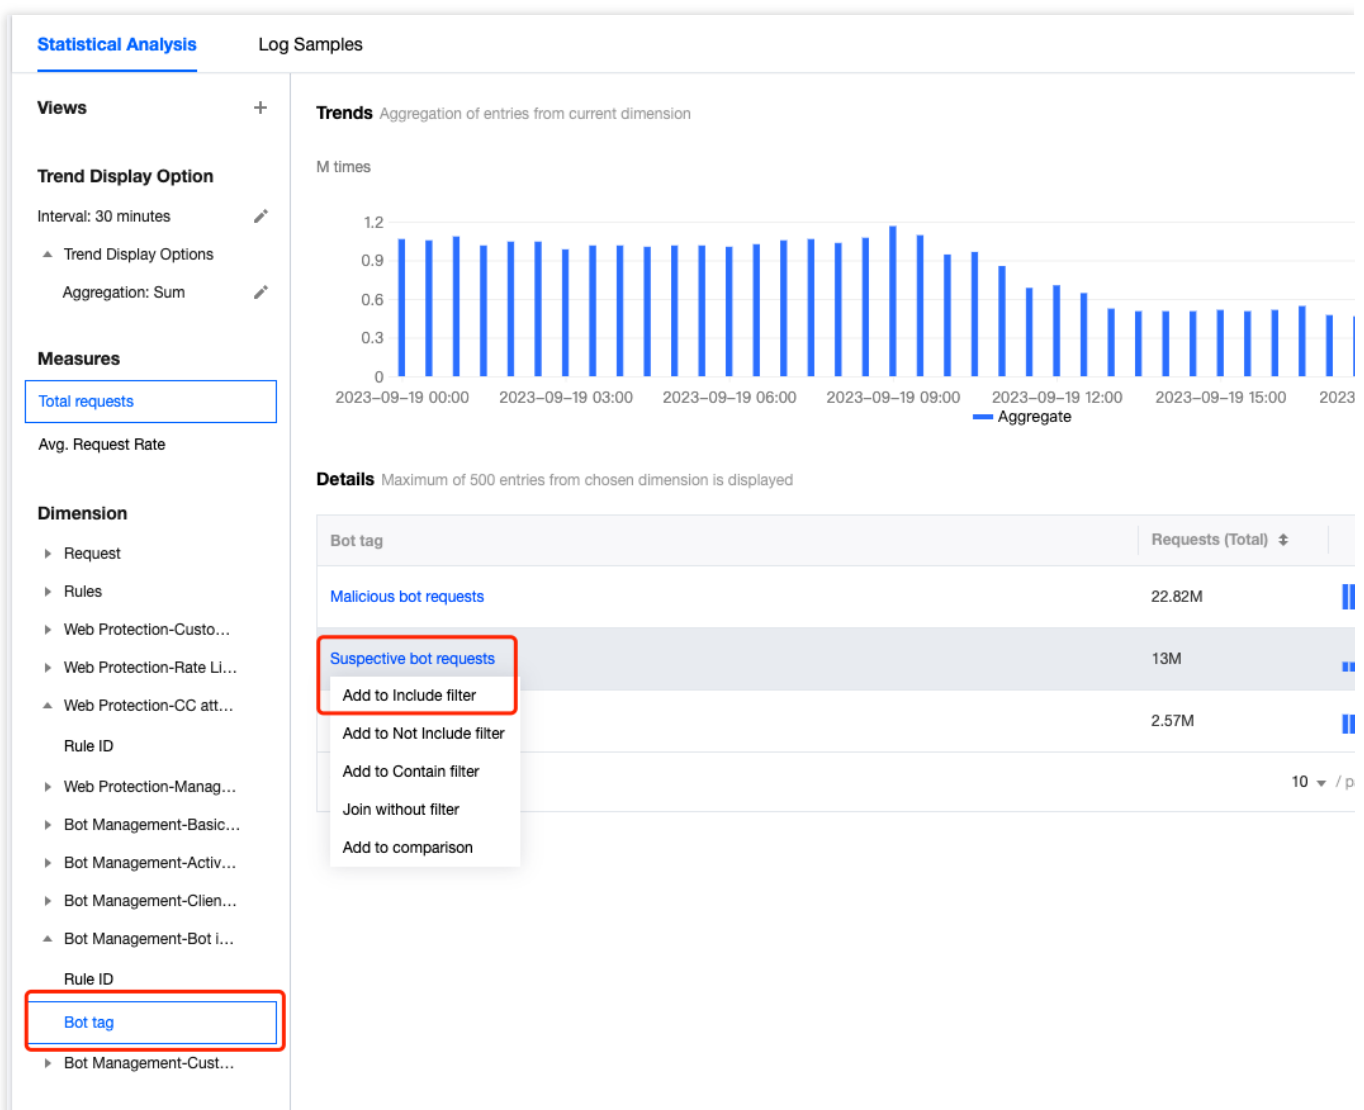 Statistical Analysis
Log Samples
Views
Trend Display Option
Interval: 30 minutes
Trend Display Options
Aggregation: Sum
Measures
Total requests
Avg. Request Rate
Dimension
Request
Rules
Web Protection-Custo...
Web Protection-Rate Li...
Web Protection-CC att...
Rule ID
Web Protection-Manag...
Bot Management-Basic...
Bot Management-Activ...
Bot Management-Clien...
Bot Management-Bot i...
Rule ID
Bot tag
Bot Management-Cust...
Trends Aggregation of entries from current dimension
M times
1.2
0.9
0.6
0.3
0
2023-09-19 00:00 2023-09-19 03:00 2023-09-19 06:00 2023-09-19 09:00 2023-09-19 12:00 2023-09-19 15:00 2023
Aggregate
Details Maximum of 500 entries from chosen dimension is displayed
Bot tag Requests (Total)
Malicious bot requests 22.82M
Suspective bot requests 13M
Add to Include filter
2.57M
Add to Not Include filter
Add to Contain filter
10 / p
Join without filter
Add to comparison